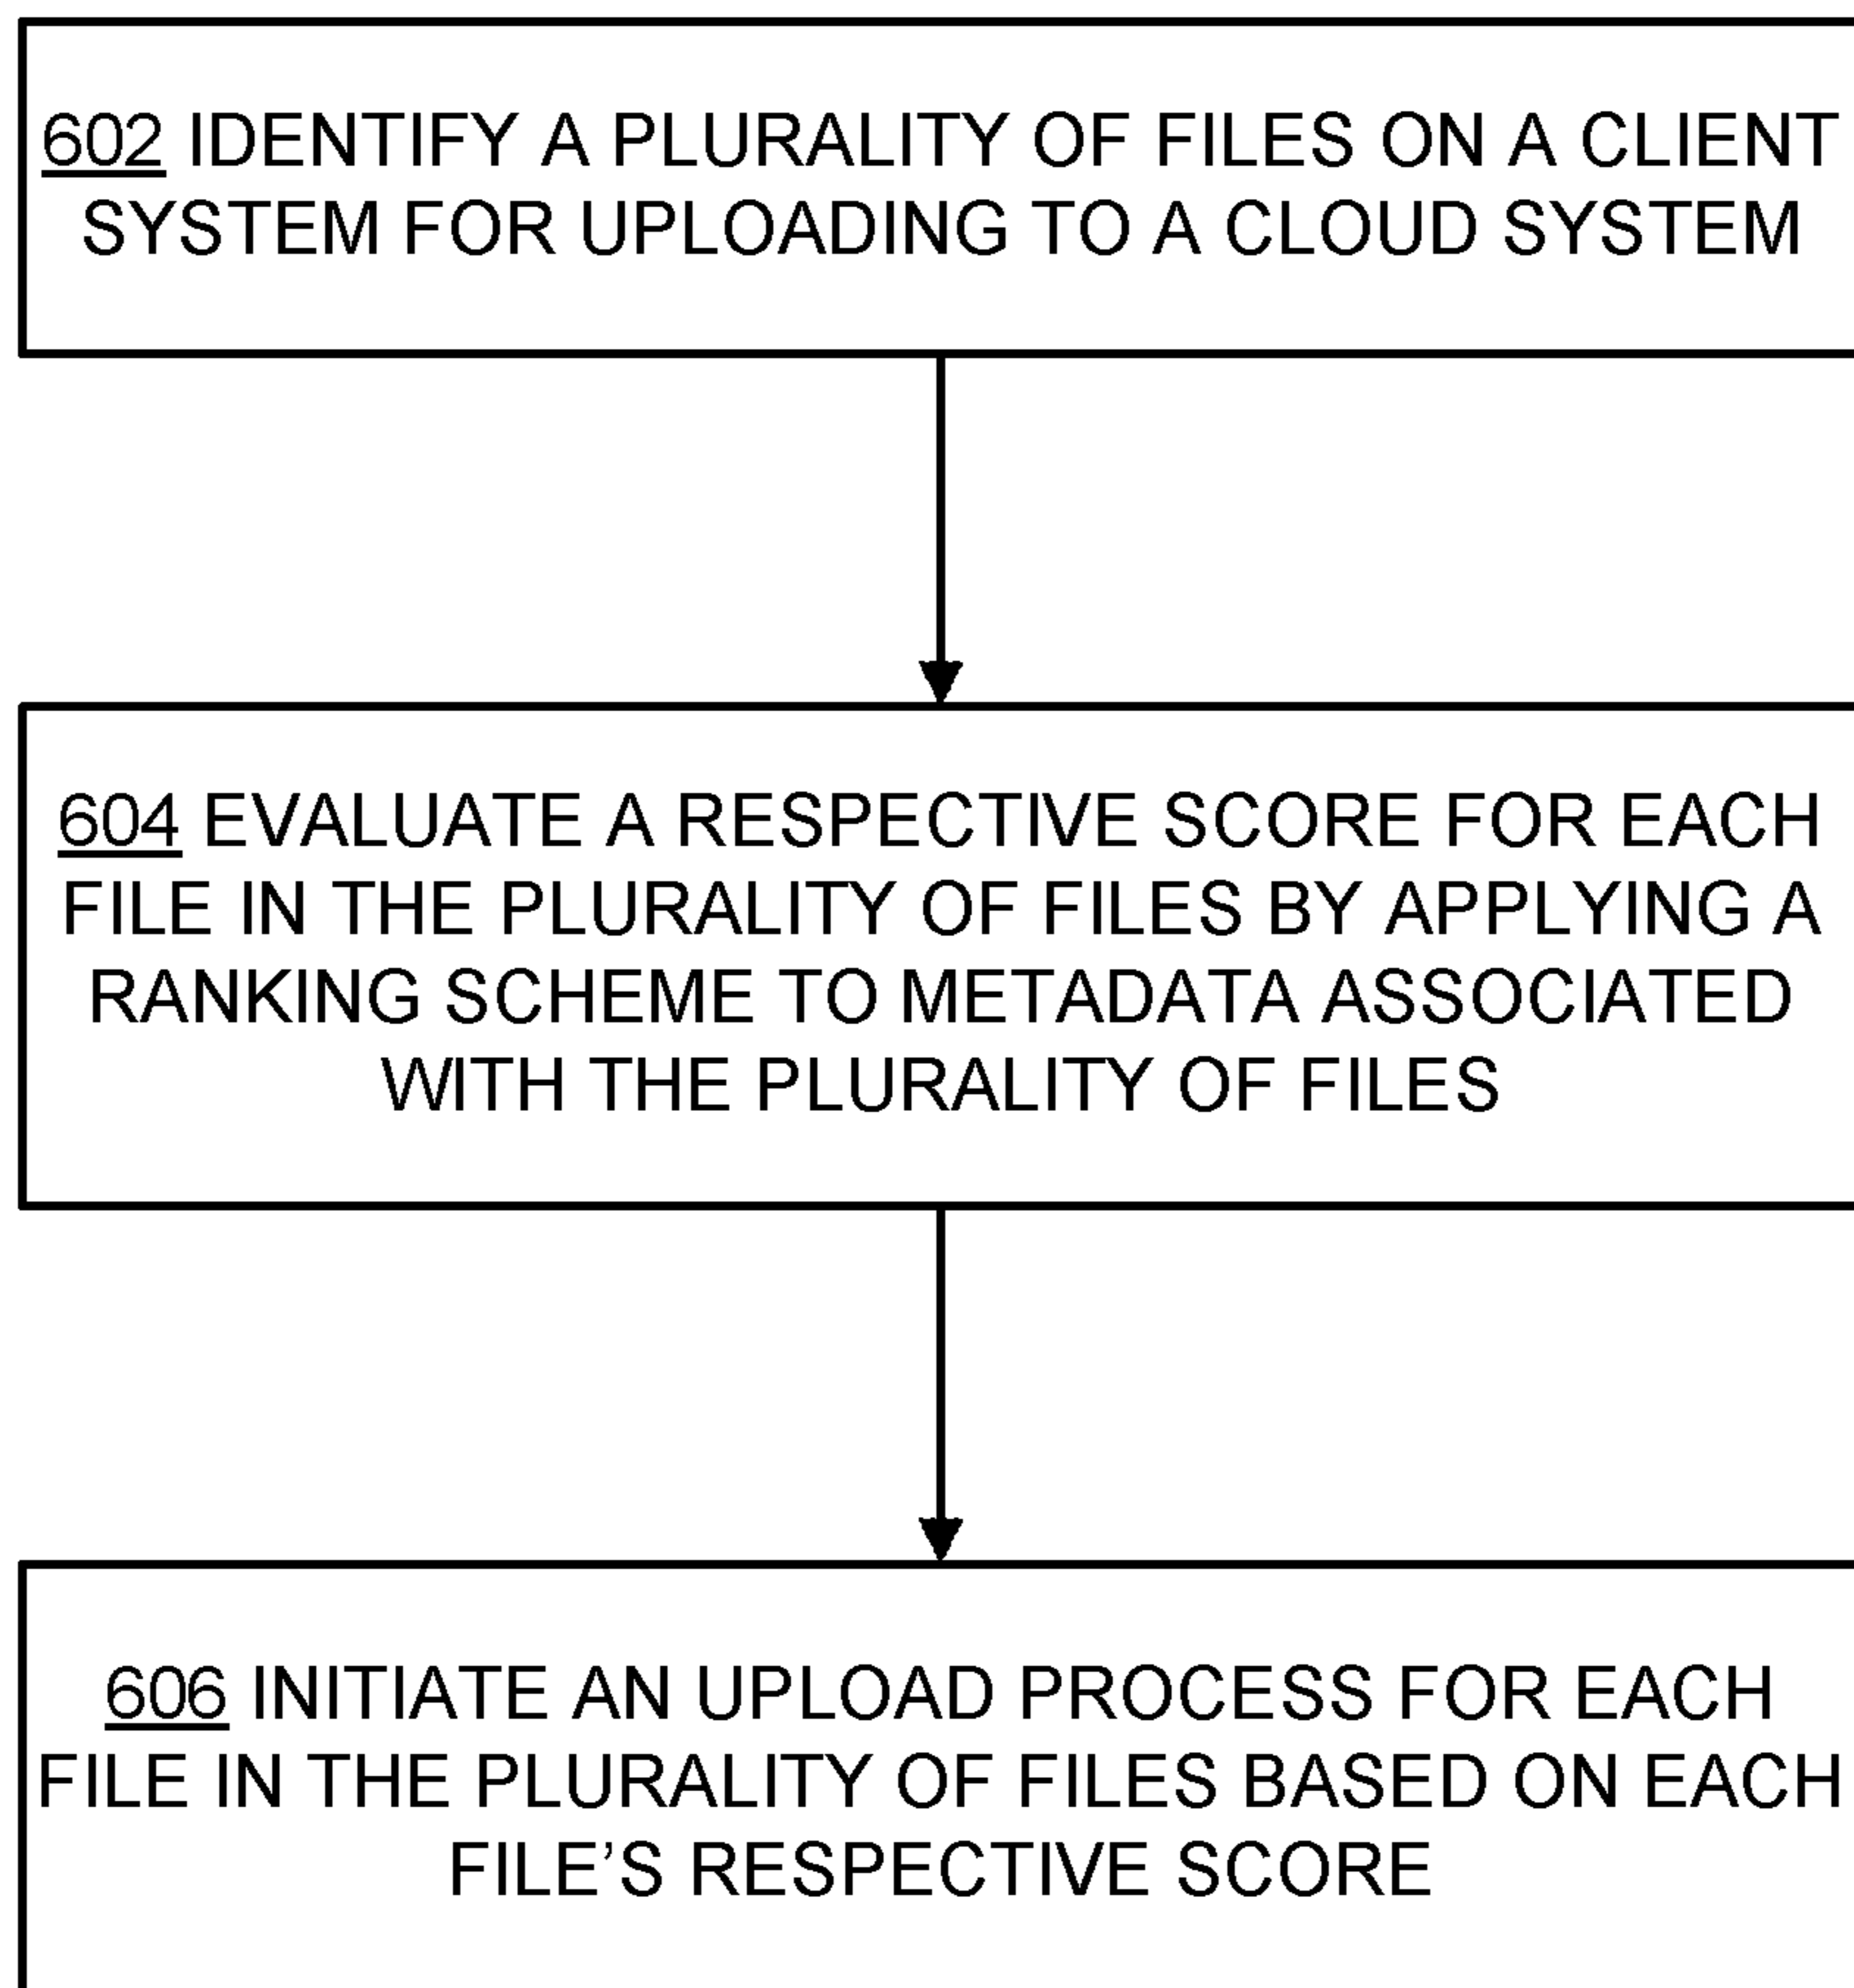 602 IDENTIFY A PLURALITY OF FILES ON A CLIENT
SYSTEM FOR UPLOADING TO A CLOUD SYSTEM
604 EVALUATE A RESPECTIVE SCORE FOR EACH
FILE IN THE PLURALITY OF FILES BY APPLYING A
RANKING SCHEME TO METADATA ASSOCIATED
WITH THE PLURALITY OF FILES
606 INITIATE AN UPLOAD PROCESS FOR EACH
FILE IN THE PLURALITY OF FILES BASED ON EACH
FILE’S RESPECTIVE SCORE